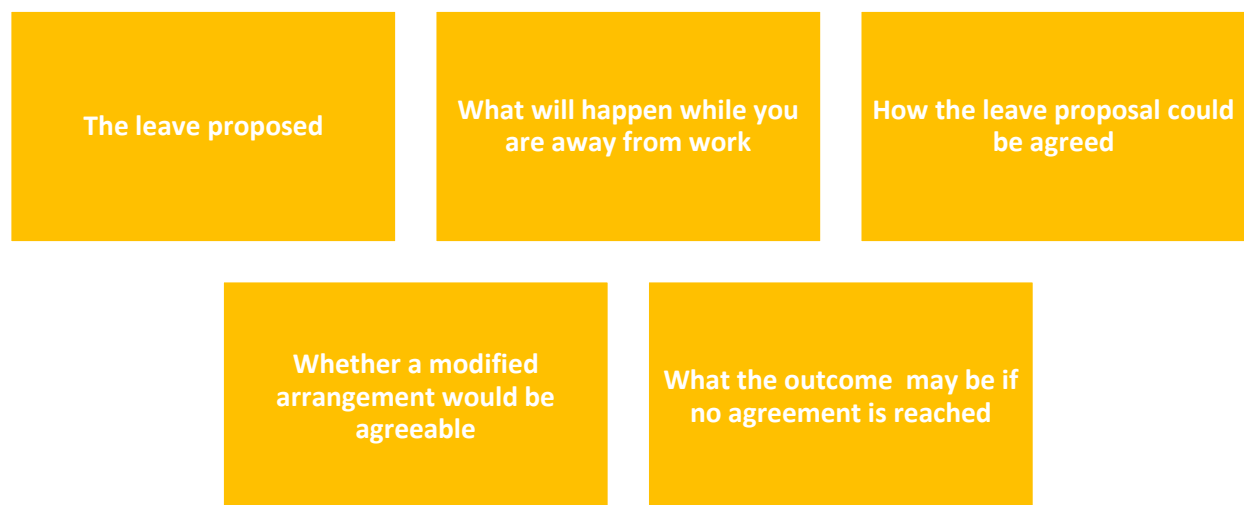 The leave proposed
What will happen while you
are away from work
How the leave proposal could
be agreed
Whether a modified
arrangement would be
agreeable
What the outcome  may be if
no agreement is reached